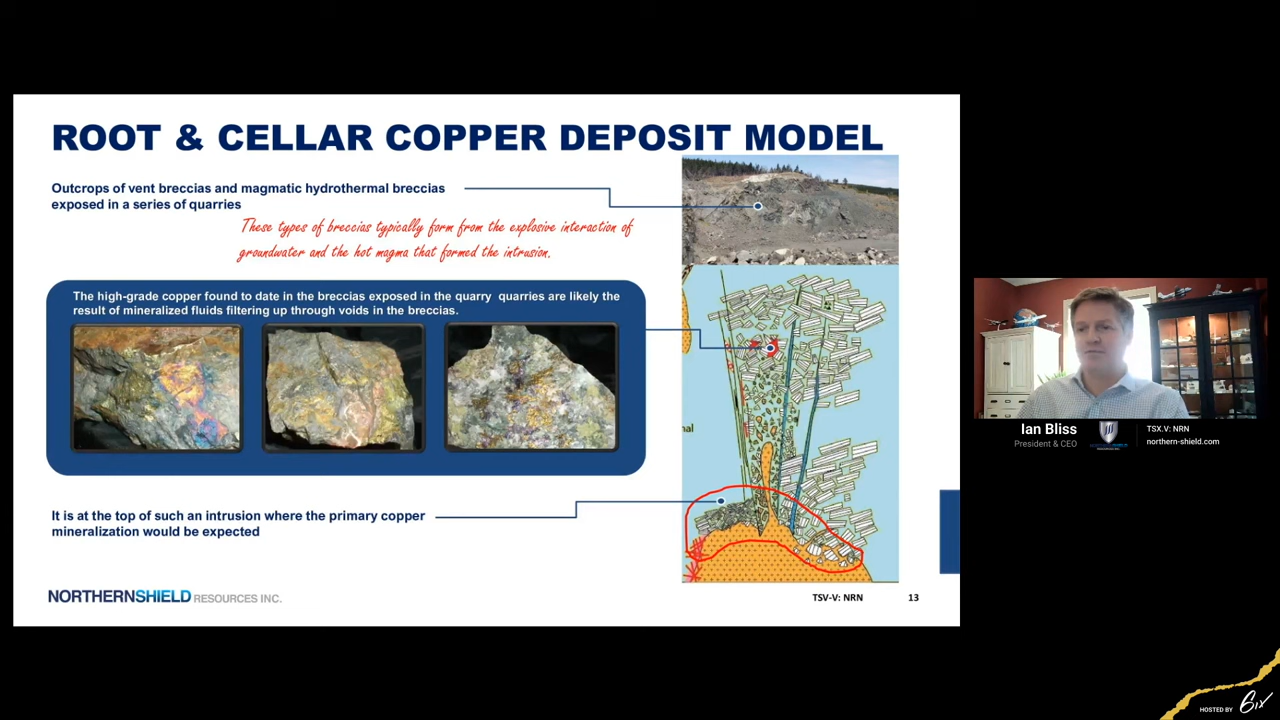 ROOT & CELLAR COPPER DEPOSIT MODEL
Outcrops of vent breccias and magmatic hydrothermal breccias
exposed in a series of quarries
These types of breccias typically form from the explosive interaction of
groundwater and the hot magma that formed the intrusion.
The high-grade copper found to date in the breccias exposed in the quarry quarries are likely the
result of mineralized fluids filtering up through voids in the breccias.
nal
It is at the top of such an intrusion where the primary copper
mineralization would be expected
NORTHERNSHIELD RESOURCES INC.
TSV-V: NRN
13
Ian Bliss
President & CEO
TSX.V: NRN
northern-shield.com
HOSTED BY 6ix